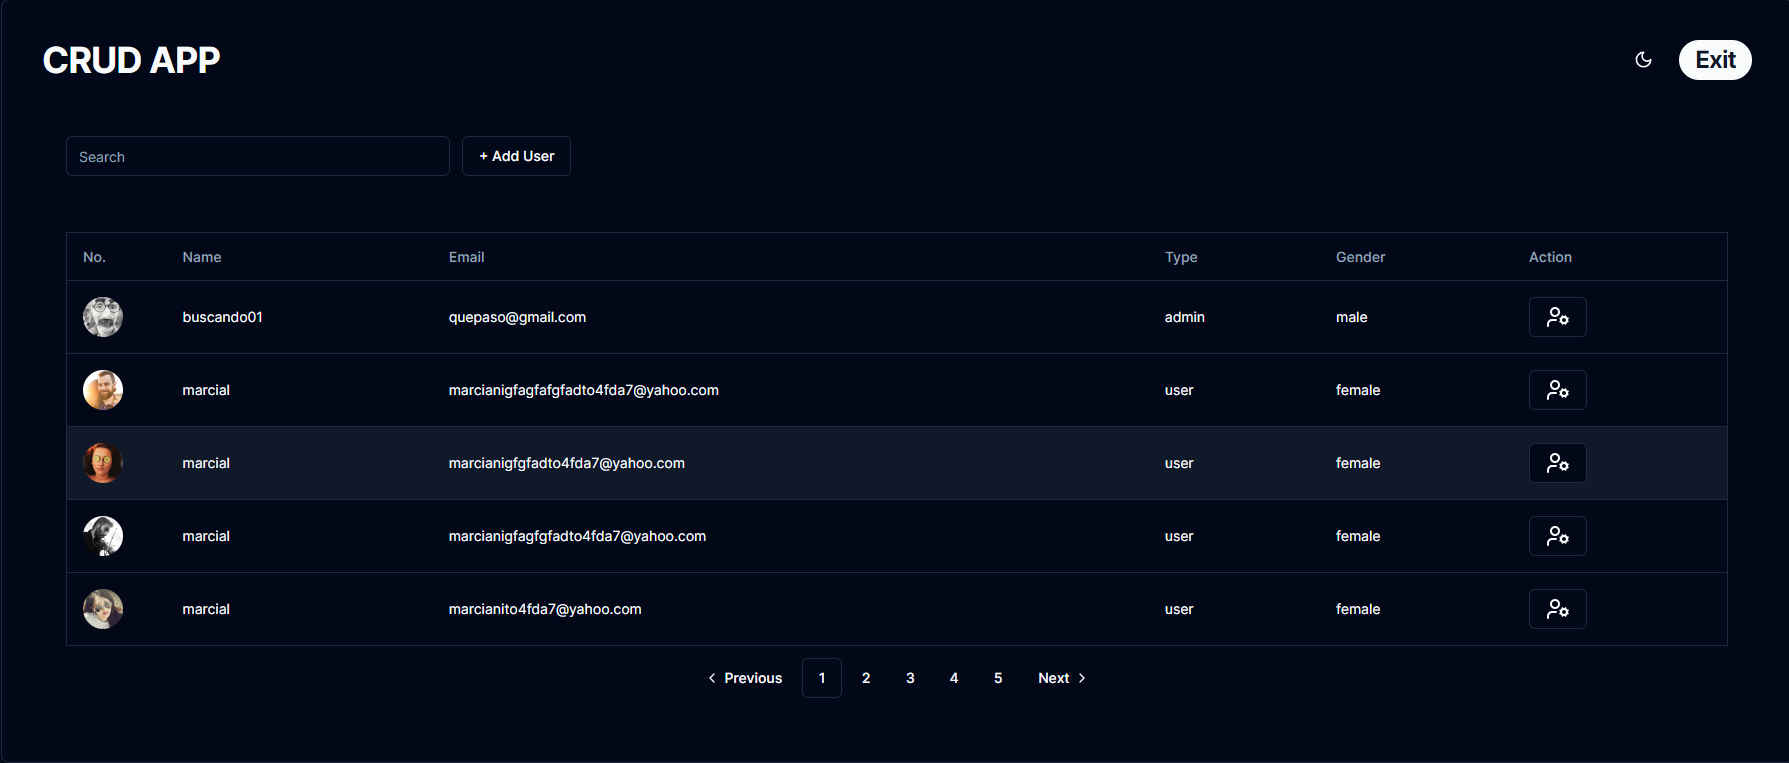 CRUD APP
Exit
Search
+ Add User
No. Name Email Type Gender Action
buscando01 quepaso@gmail.com admin male
marcial marcianigfagfafgfadto4fda7@yahoo.com user female
marcial marcianigfgfadto4fda7@yahoo.com user female
marcial marcianigfagfgfadto4fda7@yahoo.com user female
marcial marcianito4fda7@yahoo.com user female
Previous 1 2 3 4 5 Next